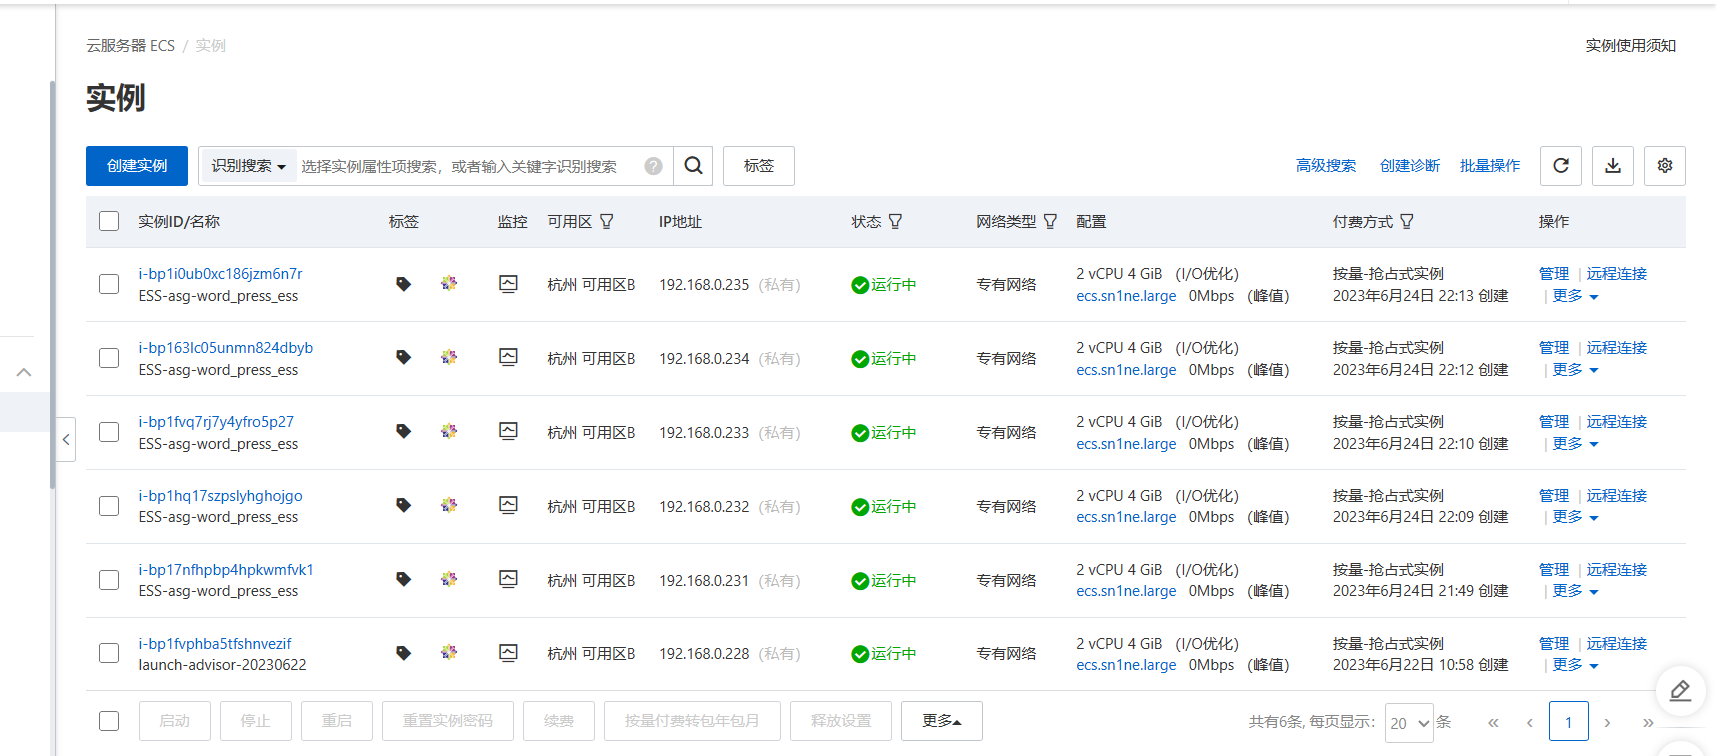 云服务器 ECS / 实例
实例使用须知
实例
创建实例
识别搜索
选择实例属性项搜索，或者输入关键字识别搜索
标签
高级搜索
创建诊断
批量操作
实例ID/名称 标签 监控 可用区 IP地址 状态 网络类型 配置 付费方式 操作
i-bp1i0ub0xc186jzm6n7r
ESS-asg-word_press_ess
杭州 可用区B 192.168.0.235 (私有) 运行中 专有网络
2 vCPU 4 GiB (I/O优化)
ecs.sn1ne.large 0Mbps (峰值)
按量-抢占式实例
2023年6月24日 22:13 创建
管理 | 远程连接
| 更多
i-bp163lc05unmn824dbyb
ESS-asg-word_press_ess
杭州 可用区B 192.168.0.234 (私有) 运行中 专有网络
2 vCPU 4 GiB (I/O优化)
ecs.sn1ne.large 0Mbps (峰值)
按量-抢占式实例
2023年6月24日 22:12 创建
管理 | 远程连接
| 更多
i-bp1fvq7rj7y4yfro5p27
ESS-asg-word_press_ess
杭州 可用区B 192.168.0.233 (私有) 运行中 专有网络
2 vCPU 4 GiB (I/O优化)
ecs.sn1ne.large 0Mbps (峰值)
按量-抢占式实例
2023年6月24日 22:10 创建
管理 | 远程连接
| 更多
i-bp1hq17szpslyhghojgo
ESS-asg-word_press_ess
杭州 可用区B 192.168.0.232 (私有) 运行中 专有网络
2 vCPU 4 GiB (I/O优化)
ecs.sn1ne.large 0Mbps (峰值)
按量-抢占式实例
2023年6月24日 22:09 创建
管理 | 远程连接
| 更多
i-bp17nfhpbp4hpkwmfvk1
ESS-asg-word_press_ess
杭州 可用区B 192.168.0.231 (私有) 运行中 专有网络
2 vCPU 4 GiB (I/O优化)
ecs.sn1ne.large 0Mbps (峰值)
按量-抢占式实例
2023年6月24日 21:49 创建
管理 | 远程连接
| 更多
i-bp1fvphba5tfshnvezif
launch-advisor-20230622
杭州 可用区B 192.168.0.228 (私有) 运行中 专有网络
2 vCPU 4 GiB (I/O优化)
ecs.sn1ne.large 0Mbps (峰值)
按量-抢占式实例
2023年6月22日 10:58 创建
管理 | 远程连接
| 更多
启动 停止 重启 重置实例密码 续费 按量付费转包年包月 释放设置 更多
共有6条, 每页显示: 20 条 « ‹ 1 › »